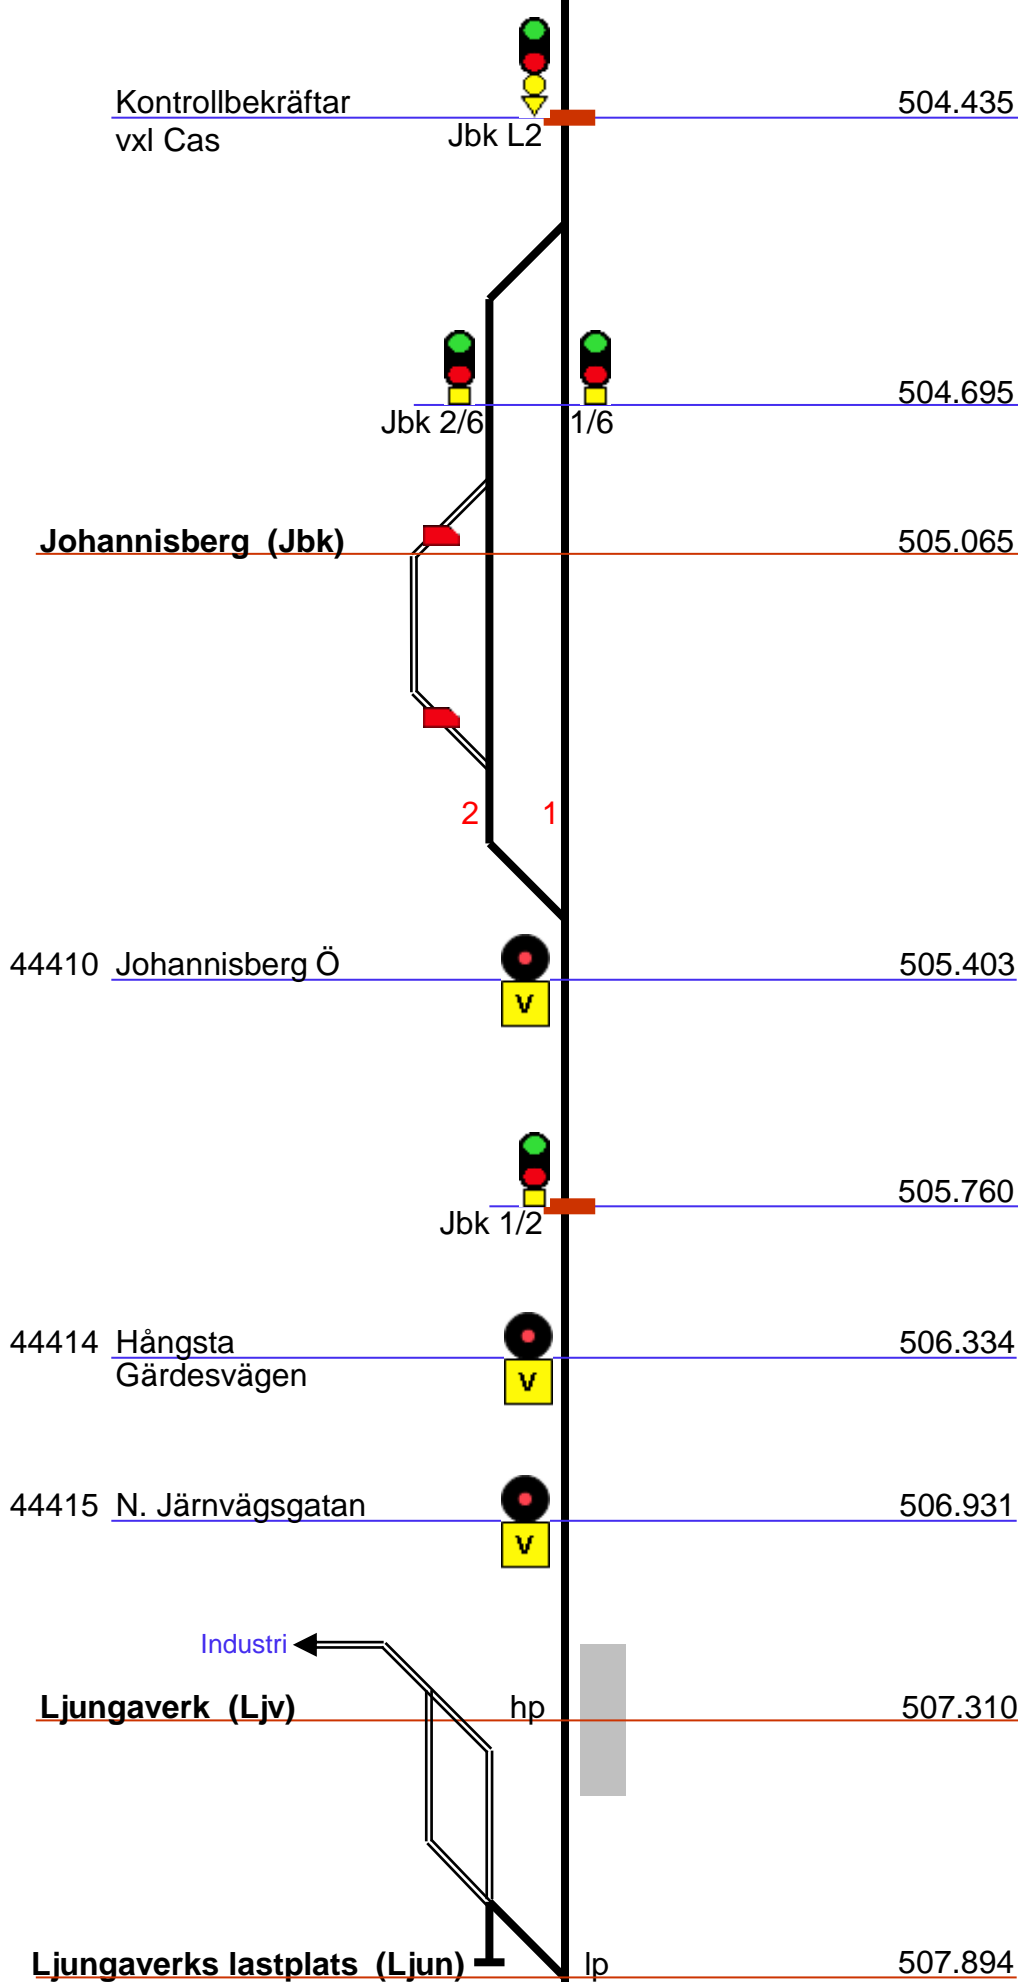 Kontrollbekräftar 504.435
vxl Cas Jbk L2
504.695
Jbk 2/6 1/6
Johannisberg (Jbk) 505.065
2 1
44410 Johannisberg Ö 505.403
V
505.760
Jbk 1/2
44414 Hångsta 506.334
Gärdesvägen V
44415 N. Järnvägsgatan 506.931
V
Industri
Ljungaverk (Ljv) hp 507.310
Ljungaverks lastplats (Ljun) lp 507.894